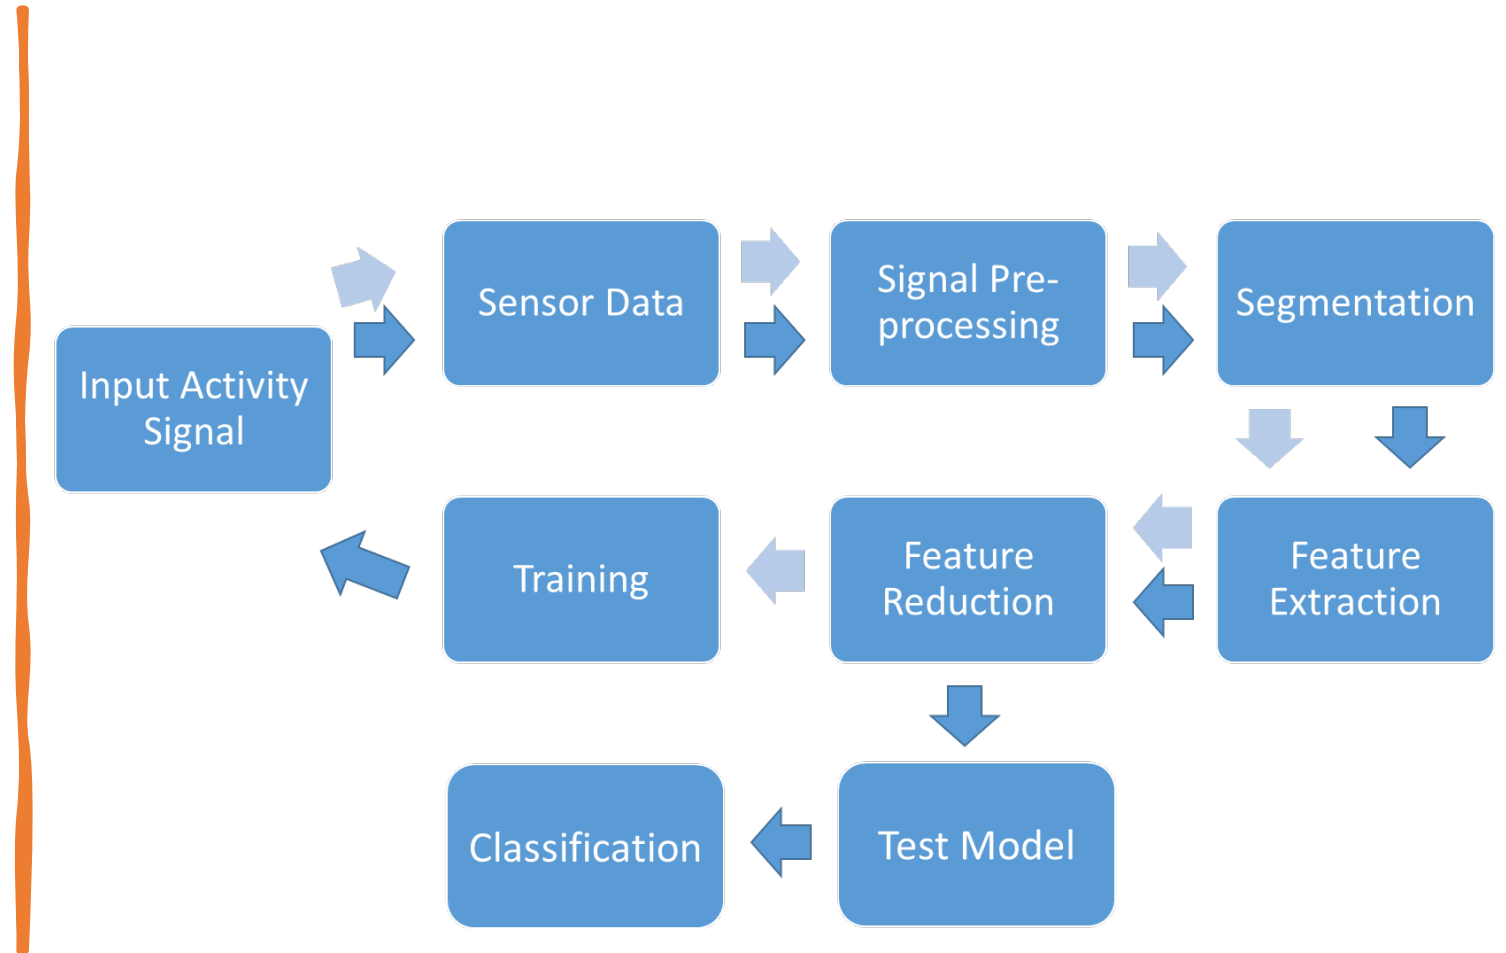 Input Activity
Signal
Sensor Data
Signal Pre-
processing
Segmentation
Feature
Extraction
Feature
Reduction
Training
Test Model
Classification